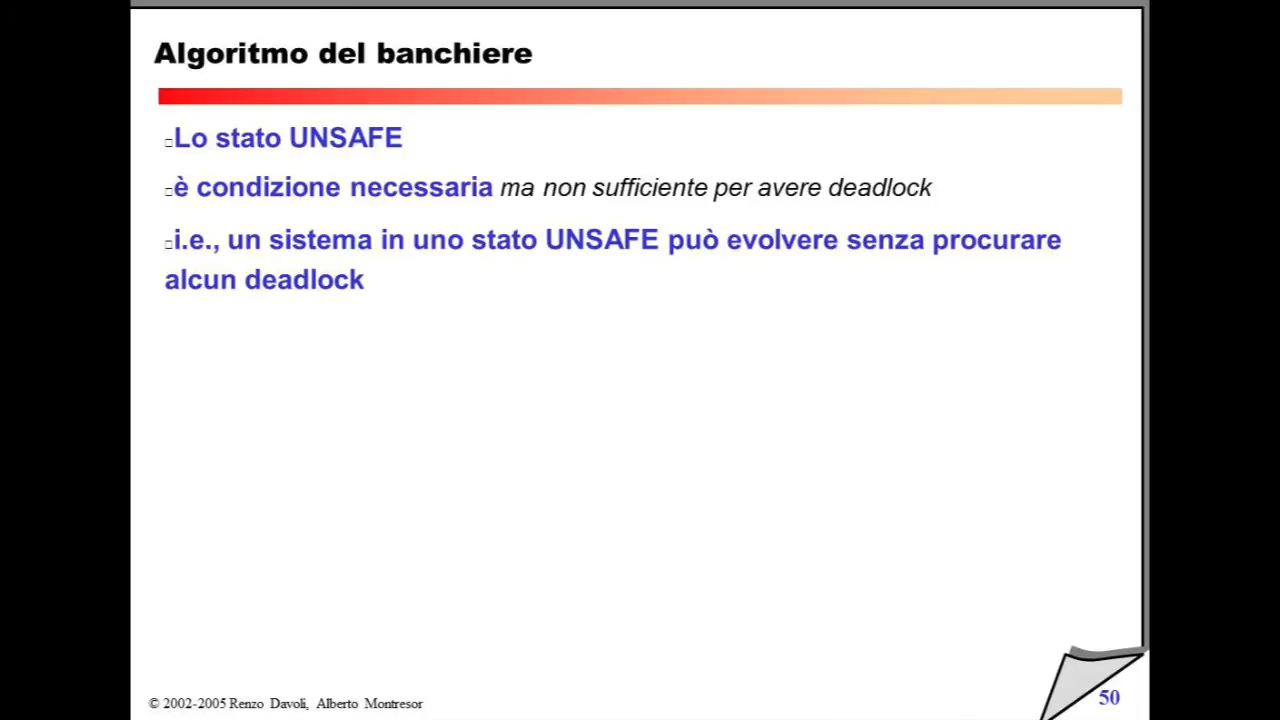 Algoritmo del banchiere
Lo stato UNSAFE
è condizione necessaria ma non sufficiente per avere deadlock
i.e., un sistema in uno stato UNSAFE può evolvere senza procurare
alcun deadlock
© 2002-2005 Renzo Davoli, Alberto Montresor
50